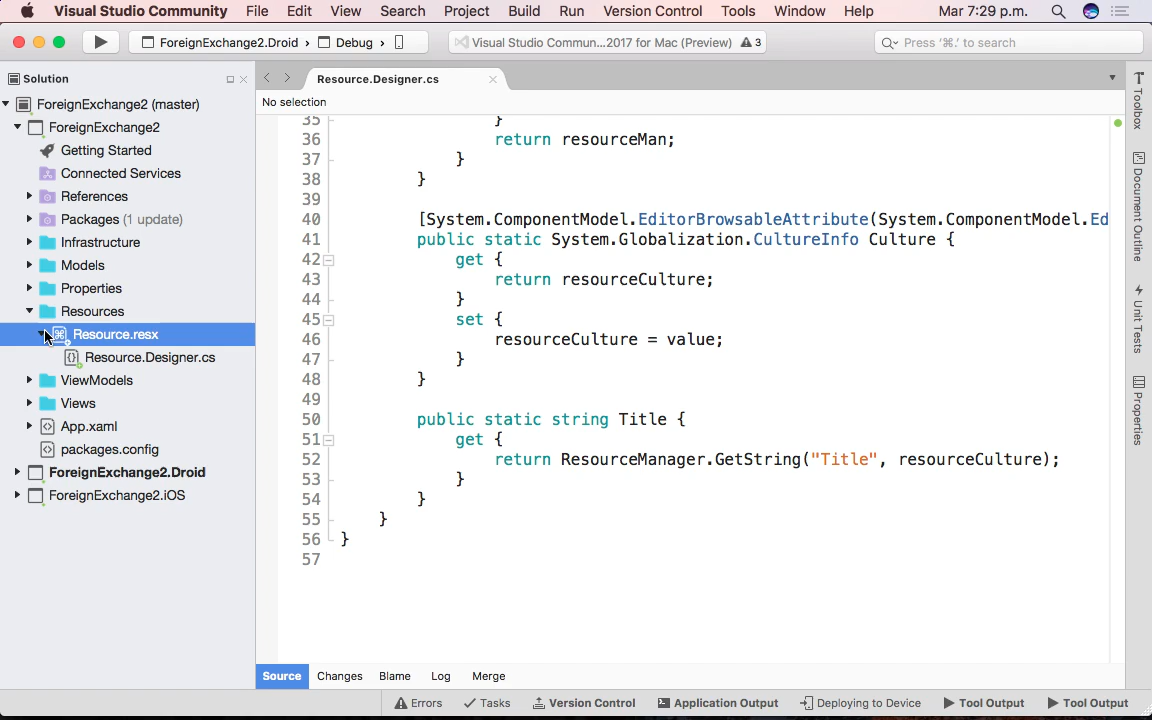 Visual Studio Community File Edit View Search Project Build Run Version Control Tools Window Help Mar 7:29 p.m.
ForeignExchange2.Droid › Debug › Visual Studio Commun...2017 for Mac (Preview) 3 Press '⌘.' to search
Solution
ForeignExchange2 (master)
ForeignExchange2
Getting Started
Connected Services
References
Packages (1 update)
Infrastructure
Models
Properties
Resources
Resource.resx
Resource.Designer.cs
ViewModels
Views
App.xaml
packages.config
ForeignExchange2.Droid
ForeignExchange2.iOS
Resource.Designer.cs
No selection
35 }
36 return resourceMan;
37 }
38 }
39
40 [System.ComponentModel.EditorBrowsableAttribute(System.ComponentModel.Ed
41 public static System.Globalization.CultureInfo Culture {
42 get {
43 return resourceCulture;
44 }
45 set {
46 resourceCulture = value;
47 }
48 }
49
50 public static string Title {
51 get {
52 return ResourceManager.GetString("Title", resourceCulture);
53 }
54 }
55 }
56 }
57
Source Changes Blame Log Merge
Toolbox
Document Outline
Unit Tests
Properties
Errors Tasks Version Control Application Output Deploying to Device Tool Output Tool Output